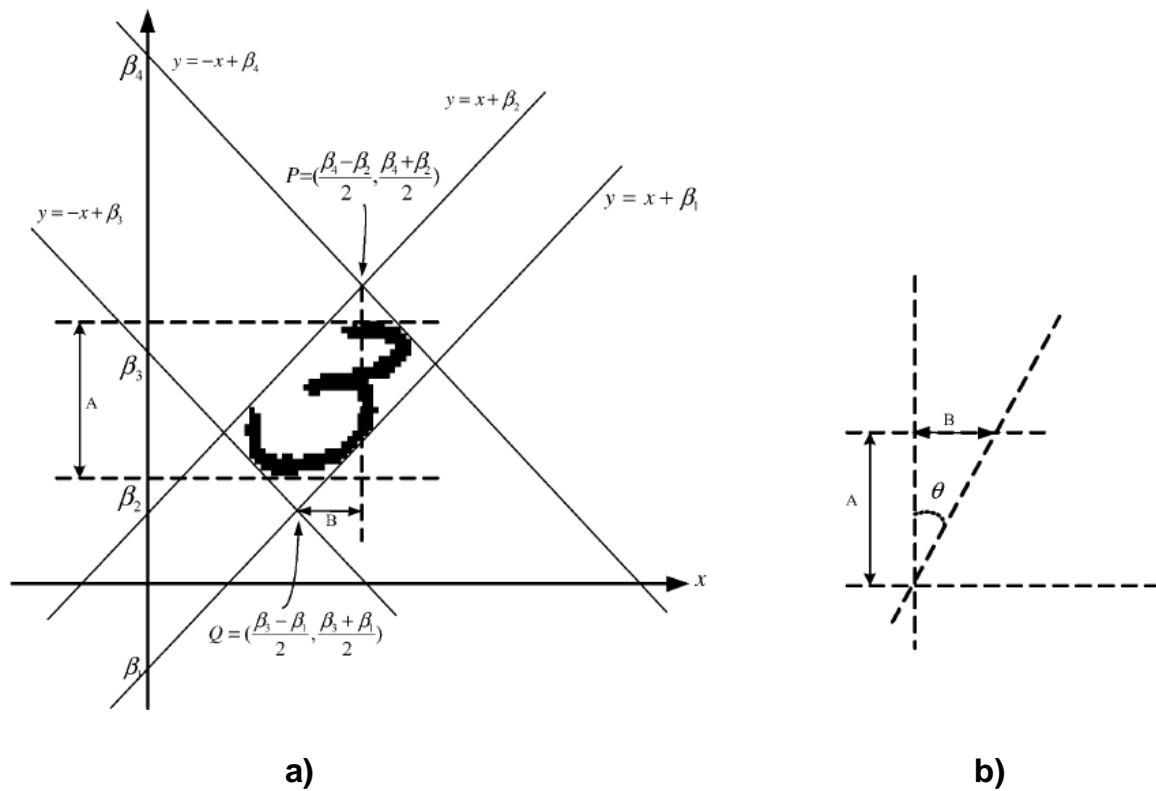 β₄
y = −x + β₄
y = x + β₂
P=((β₄−β₂)/2, (β₄+β₂)/2)
y = −x + β₃
y = x + β₁
β₃
A
B
θ
A
β₂
B
x
Q = ((β₃ − β₁)/2, (β₃ + β₁)/2)
β₁
a)
b)